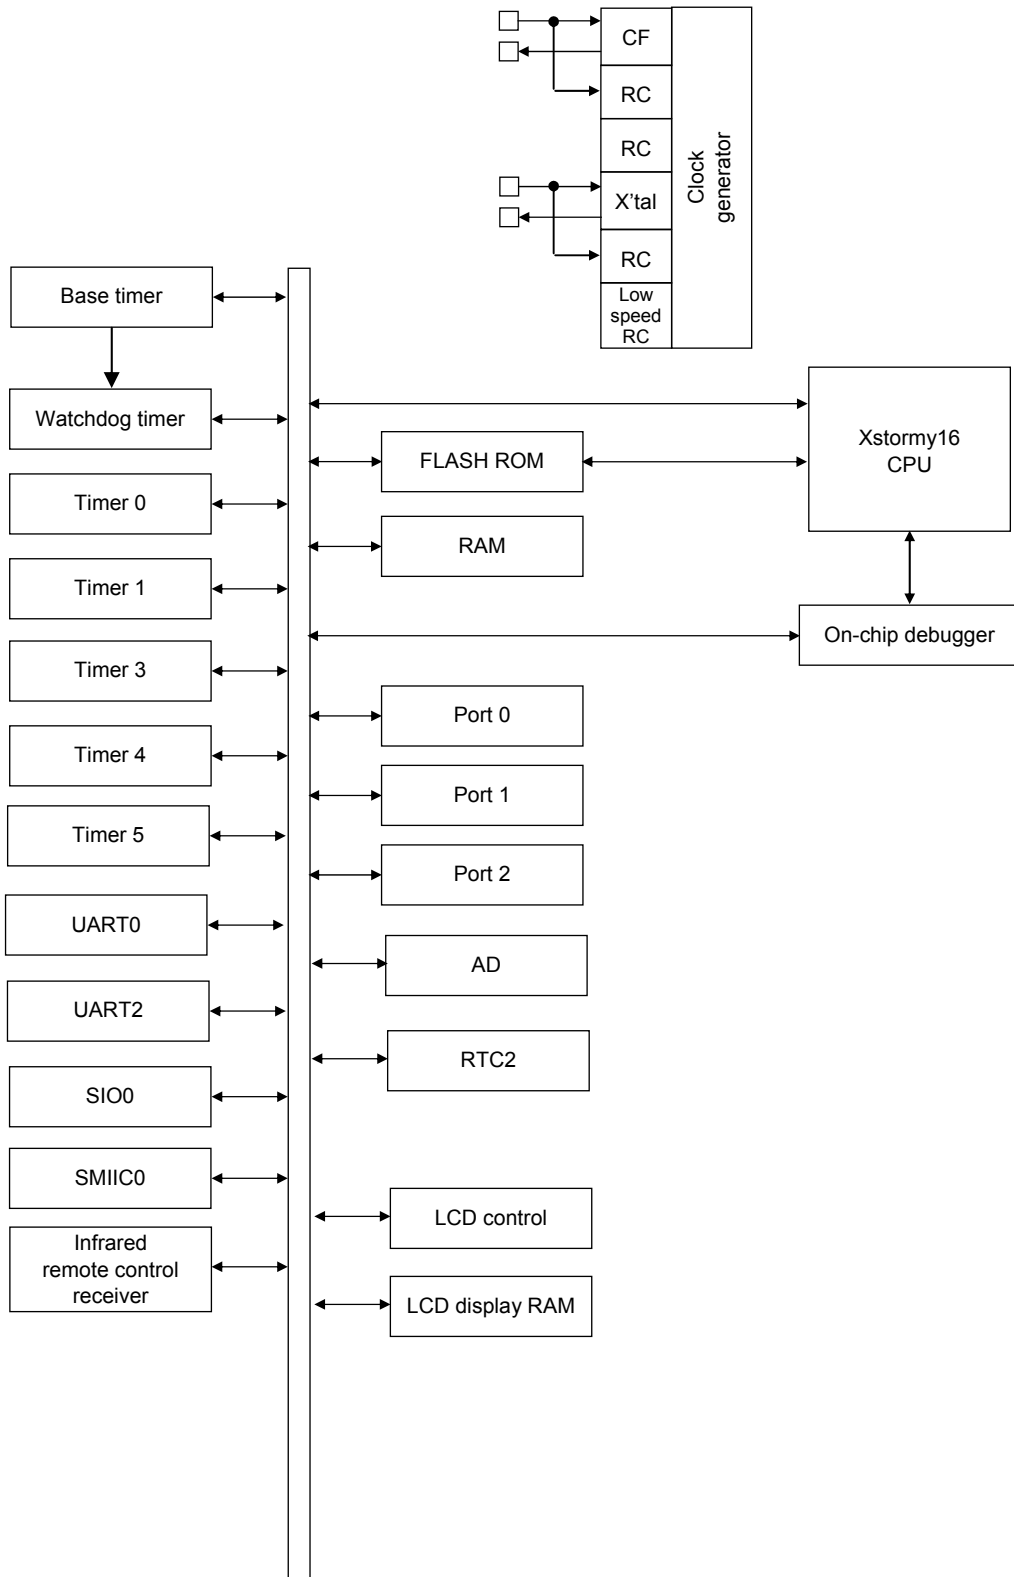 CF
RC
RC
X'tal
RC
Low
speed
RC
Clock
generator
Base timer
Watchdog timer
Timer 0
Timer 1
Timer 3
Timer 4
Timer 5
UART0
UART2
SIO0
SMIIC0
Infrared
remote control
receiver
FLASH ROM
RAM
Port 0
Port 1
Port 2
AD
RTC2
LCD control
LCD display RAM
Xstormy16
CPU
On-chip debugger